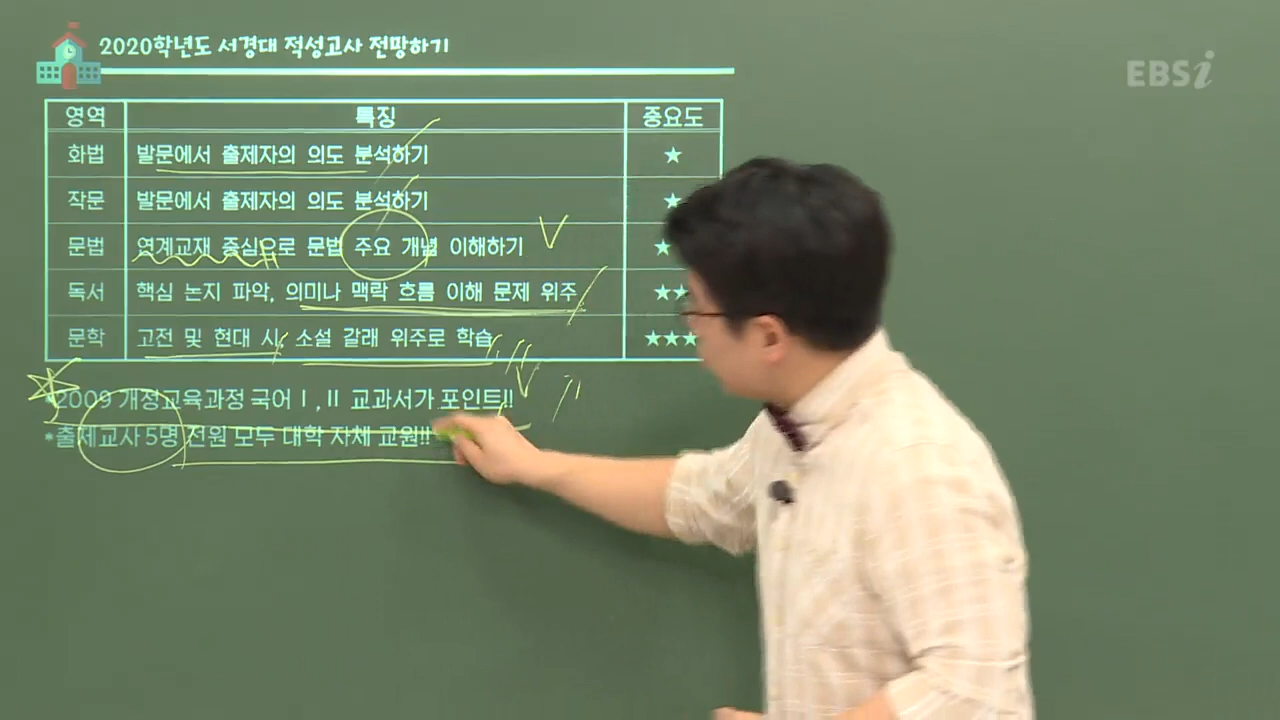 2020학년도 서경대 적성고사 전망하기
EBSi
영역 특징 중요도
화법 발문에서 출제자의 의도 분석하기 ★
작문 발문에서 출제자의 의도 분석하기 ★
문법 연계교재 중심으로 문법 주요 개념 이해하기 ★
독서 핵심 논지 파악, 의미나 맥락 흐름 이해 문제 위주 ★★
문학 고전 및 현대 시, 소설 갈래 위주로 학습 ★★★
*2009 개정교육과정 국어Ⅰ,Ⅱ 교과서가 포인트!!
*출제교사 5명 전원 모두 대학 자체 교원!!